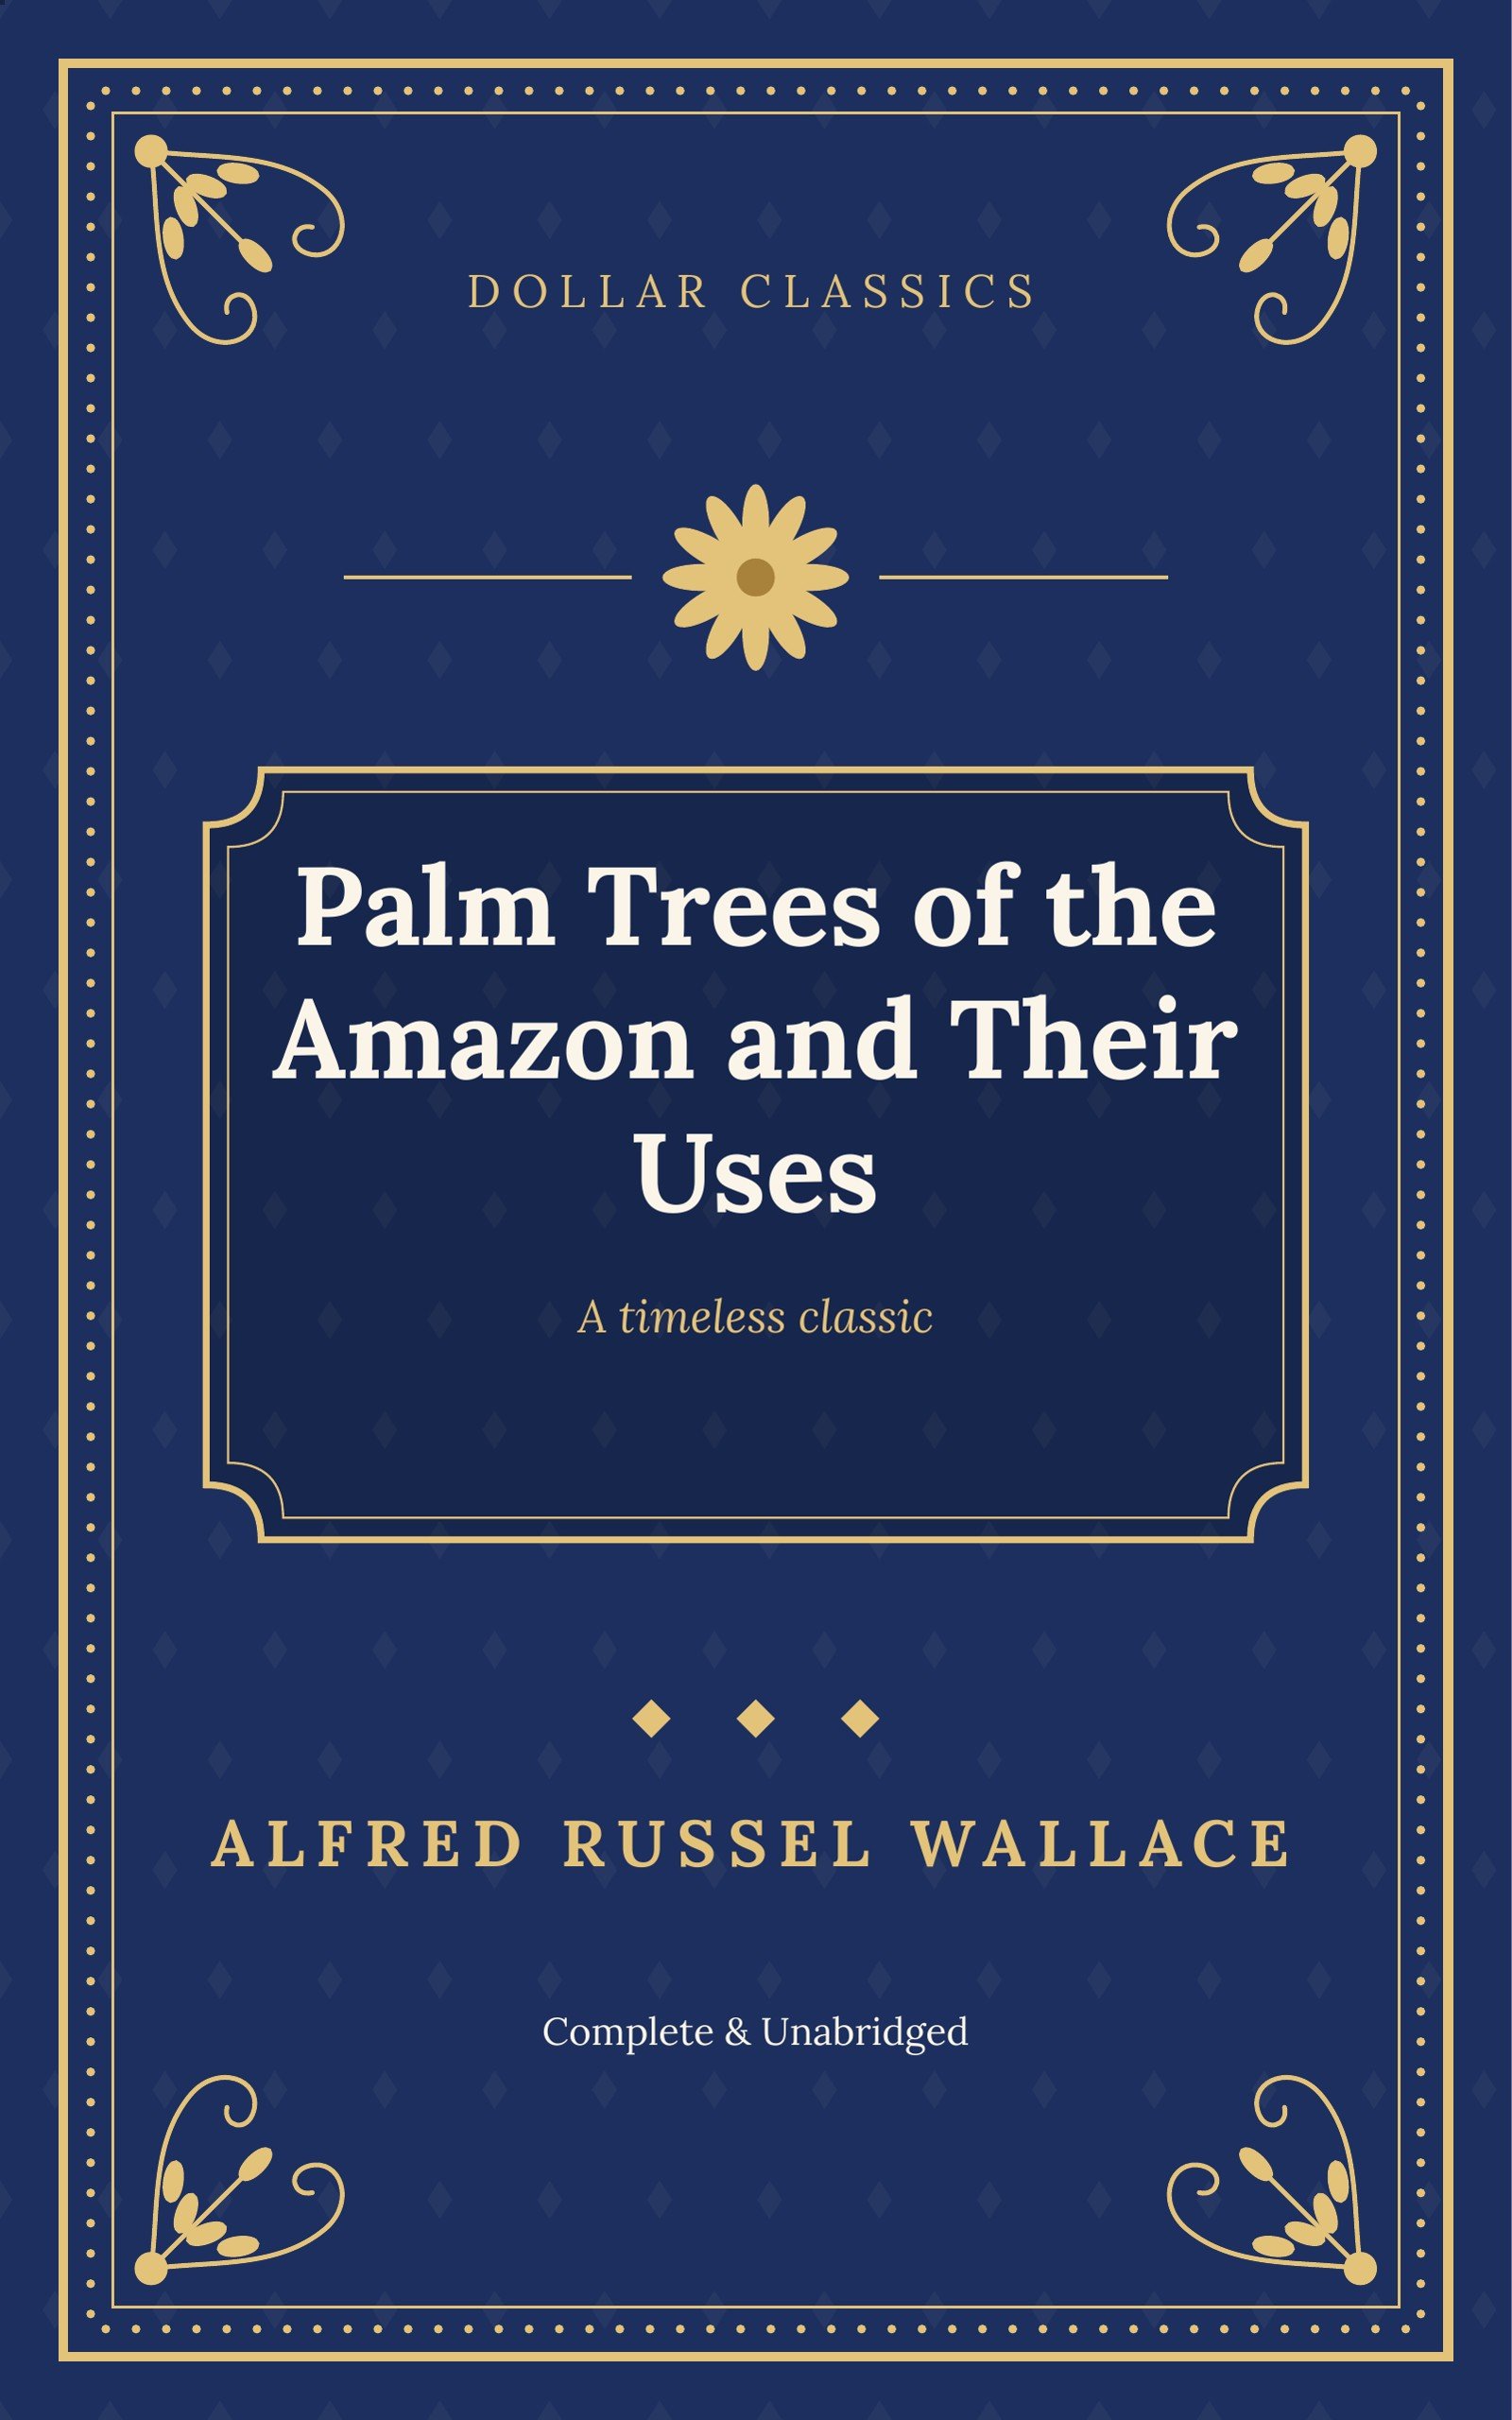 DOLLAR CLASSICS
Palm Trees of the
Amazon and Their
Uses
A timeless classic
ALFRED RUSSEL WALLACE
Complete & Unabridged